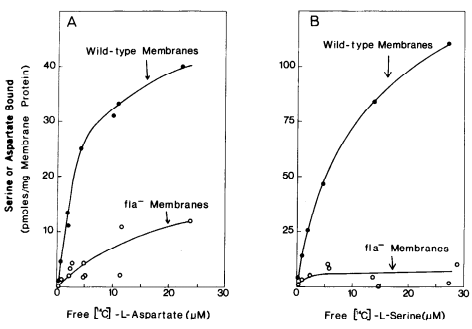 A
B
Serine or Aspartate Bound
(pmoles/mg Membrane Protein)
40
30
20
10
0
0
10
20
30
Wild-type Membranes
fla⁻ Membranes
Free [¹⁴C]-L-Aspartate (μM)
100
75
50
25
0
0
10
20
30
Wild-type Membranes
fla⁻ Membranes
Free [¹⁴C]-L-Serine (μM)